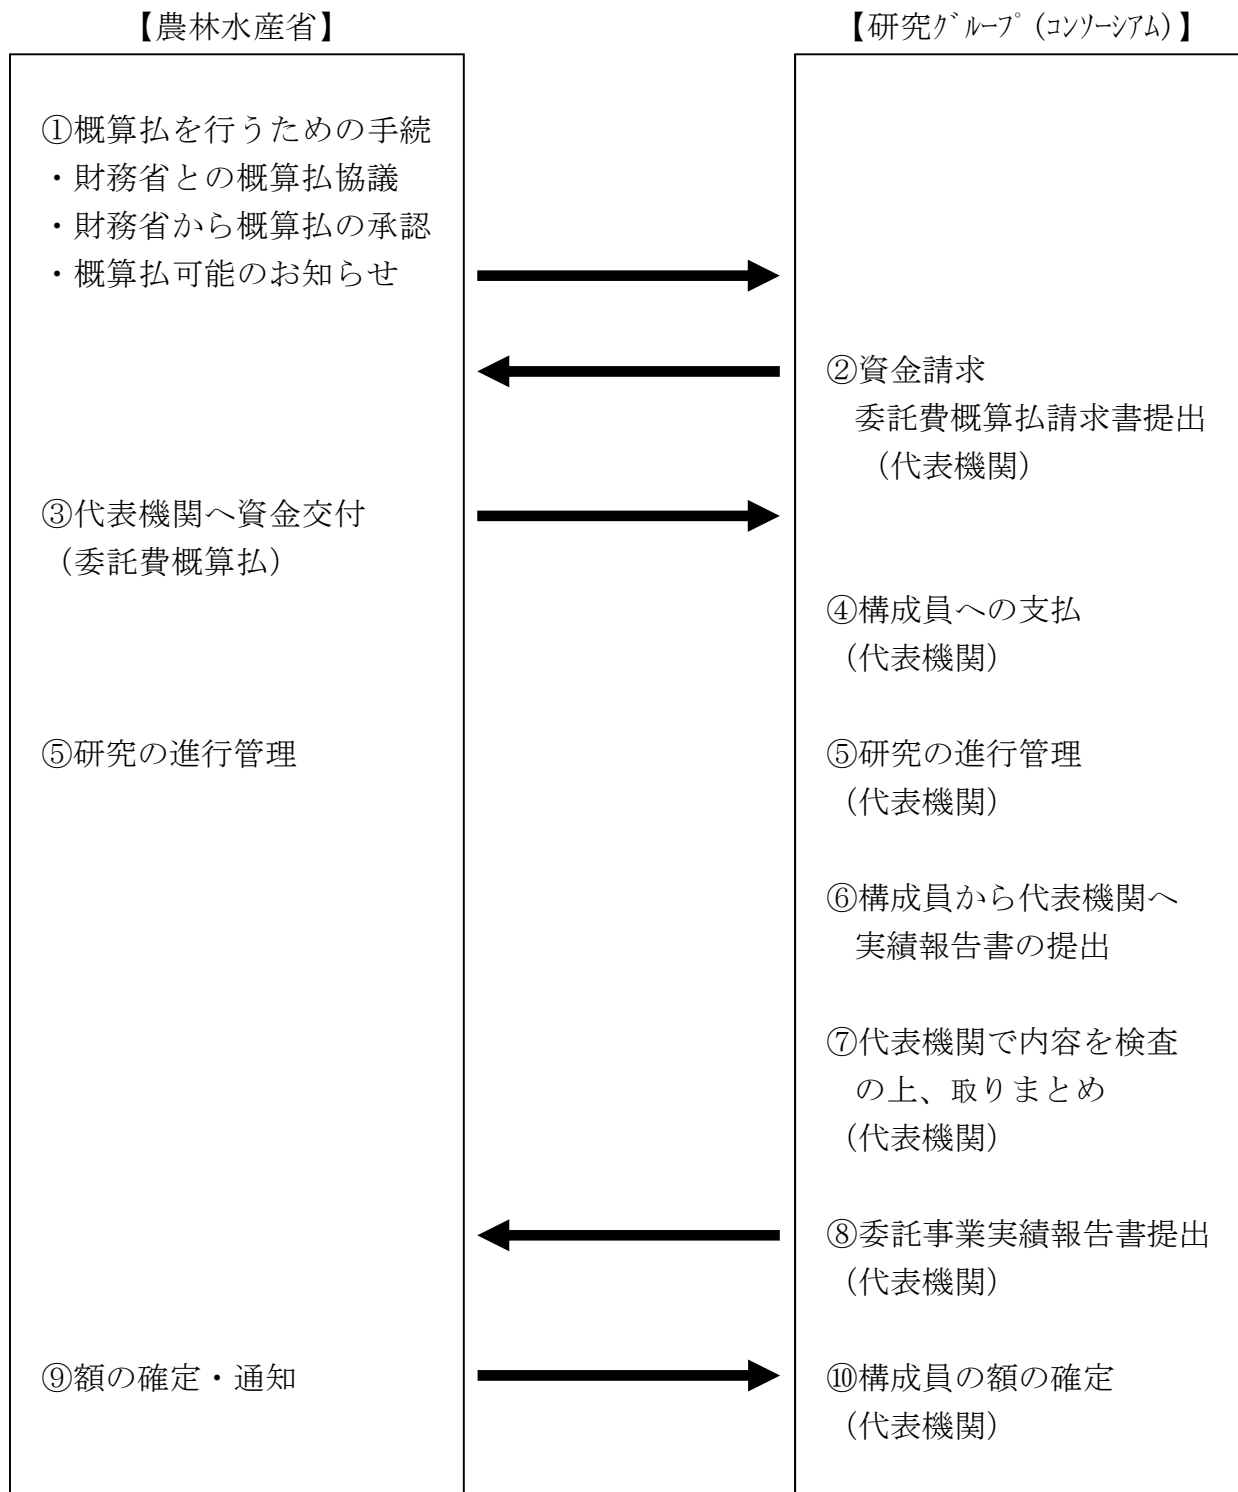 【農林水産省】
【研究ｸﾞﾙｰﾌﾟ(ｺﾝｿｰｼｱﾑ)】
①概算払を行うための手続
・財務省との概算払協議
・財務省から概算払の承認
・概算払可能のお知らせ
②資金請求
委託費概算払請求書提出
（代表機関）
③代表機関へ資金交付
（委託費概算払）
④構成員への支払
（代表機関）
⑤研究の進行管理
⑤研究の進行管理
（代表機関）
⑥構成員から代表機関へ
実績報告書の提出
⑦代表機関で内容を検査
の上、取りまとめ
（代表機関）
⑧委託事業実績報告書提出
（代表機関）
⑨額の確定・通知
⑩構成員の額の確定
（代表機関）